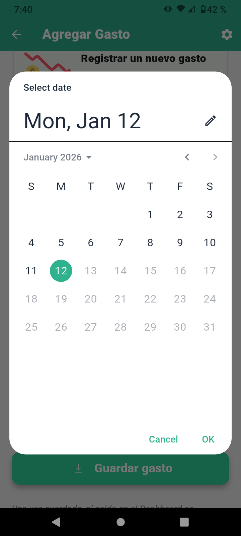 7:40
42 %
Agregar Gasto
Registrar un nuevo gasto
Select date
Mon, Jan 12
January 2026
S M T W T F S
1 2 3
4 5 6 7 8 9 10
11 12 13 14 15 16 17
18 19 20 21 22 23 24
25 26 27 28 29 30 31
Cancel OK
Guardar gasto